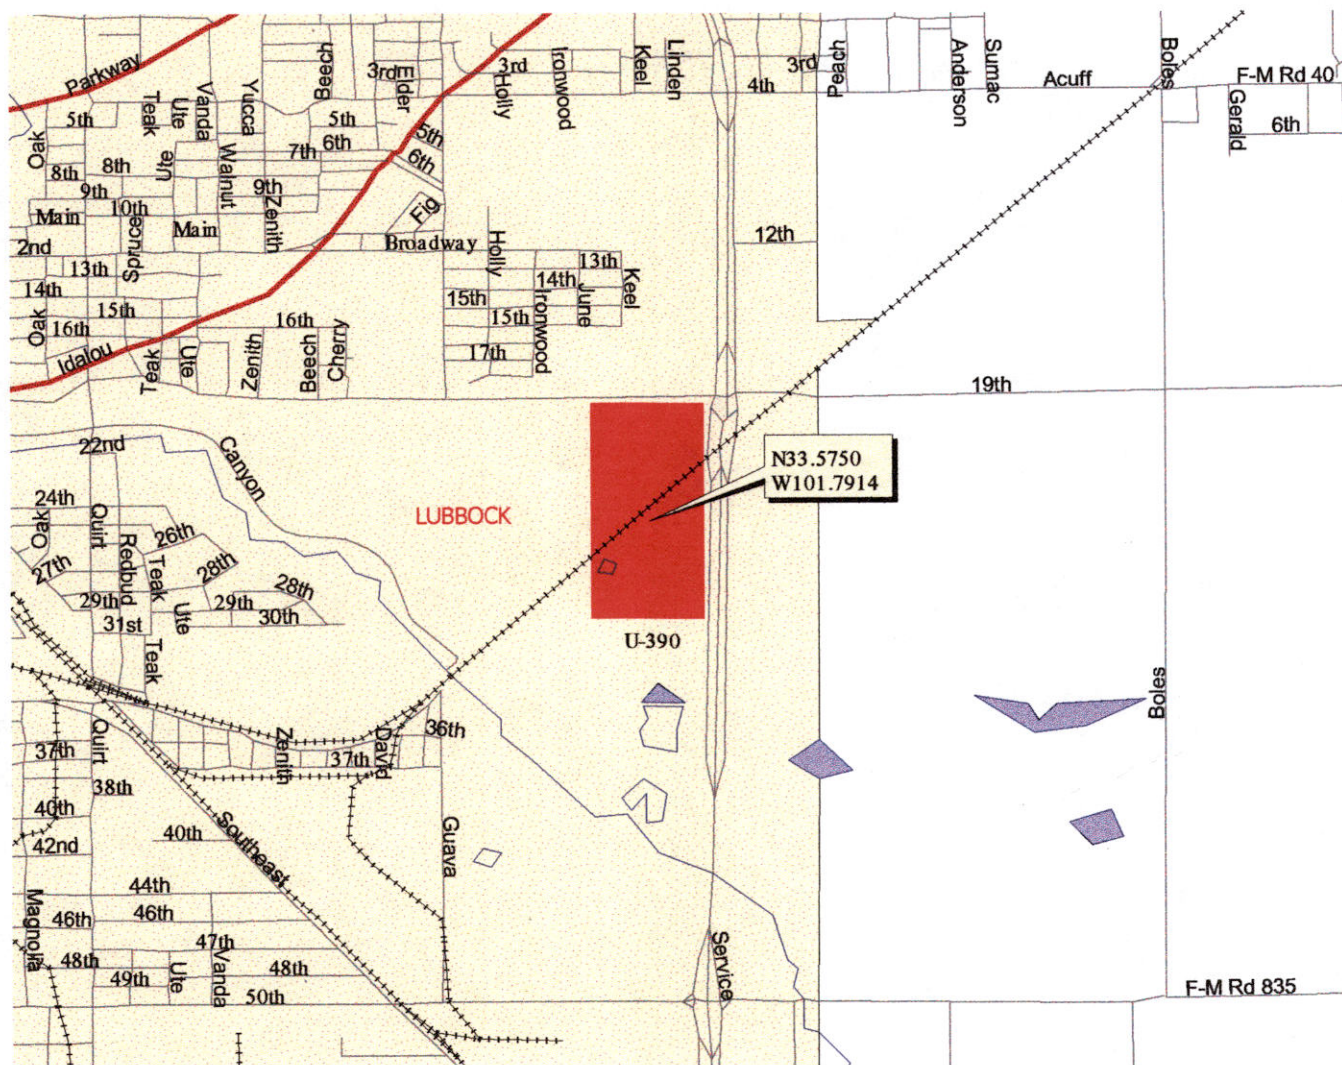 Parkway
Beech
3rd
Elder
3rd
Holly
Ironwood
Keel
Linden
3rd
Peech
4th
Anderson
Sumac
Acuff
Boles
F-M Rd 40
Gerald
6th
Oak
5th
Teak
Ute
Vanda
Yucca
5th
6th
7th
5th
6th
8th
8th
Ute
Walnut
9th
9th
Zenith
Main
10th
Main
Spruce
Fig
Broadway
Holly
12th
2nd
13th
13th
14th
14th
Keel
15th
15th
15th
June
Ironwood
Oak
16th
16th
Idalou
Teak
Ute
Zenith
Beech
Cherry
17th
19th
22nd
Canyon
N33.5750
W101.7914
LUBBOCK
24th
Oak
Quirt
26th
Redbud
Teak
27th
28th
28th
29th
29th
Ute
30th
31st
Teak
U-390
Boles
36th
Quirt
37th
Zenith
37th
David
38th
40th
40th
Southeast
Guava
42nd
44th
Magnolia
46th
46th
47th
48th
49th
Ute
Vanda
48th
50th
Service
F-M Rd 835